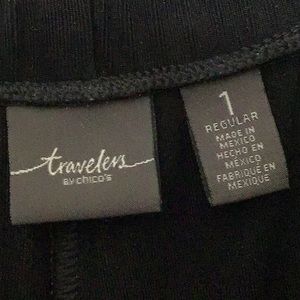 travelers
BY chico's
1
REGULAR
MADE IN
MEXICO
HECHO EN
MEXICO
FABRIQUÉ EN
MEXIQUE